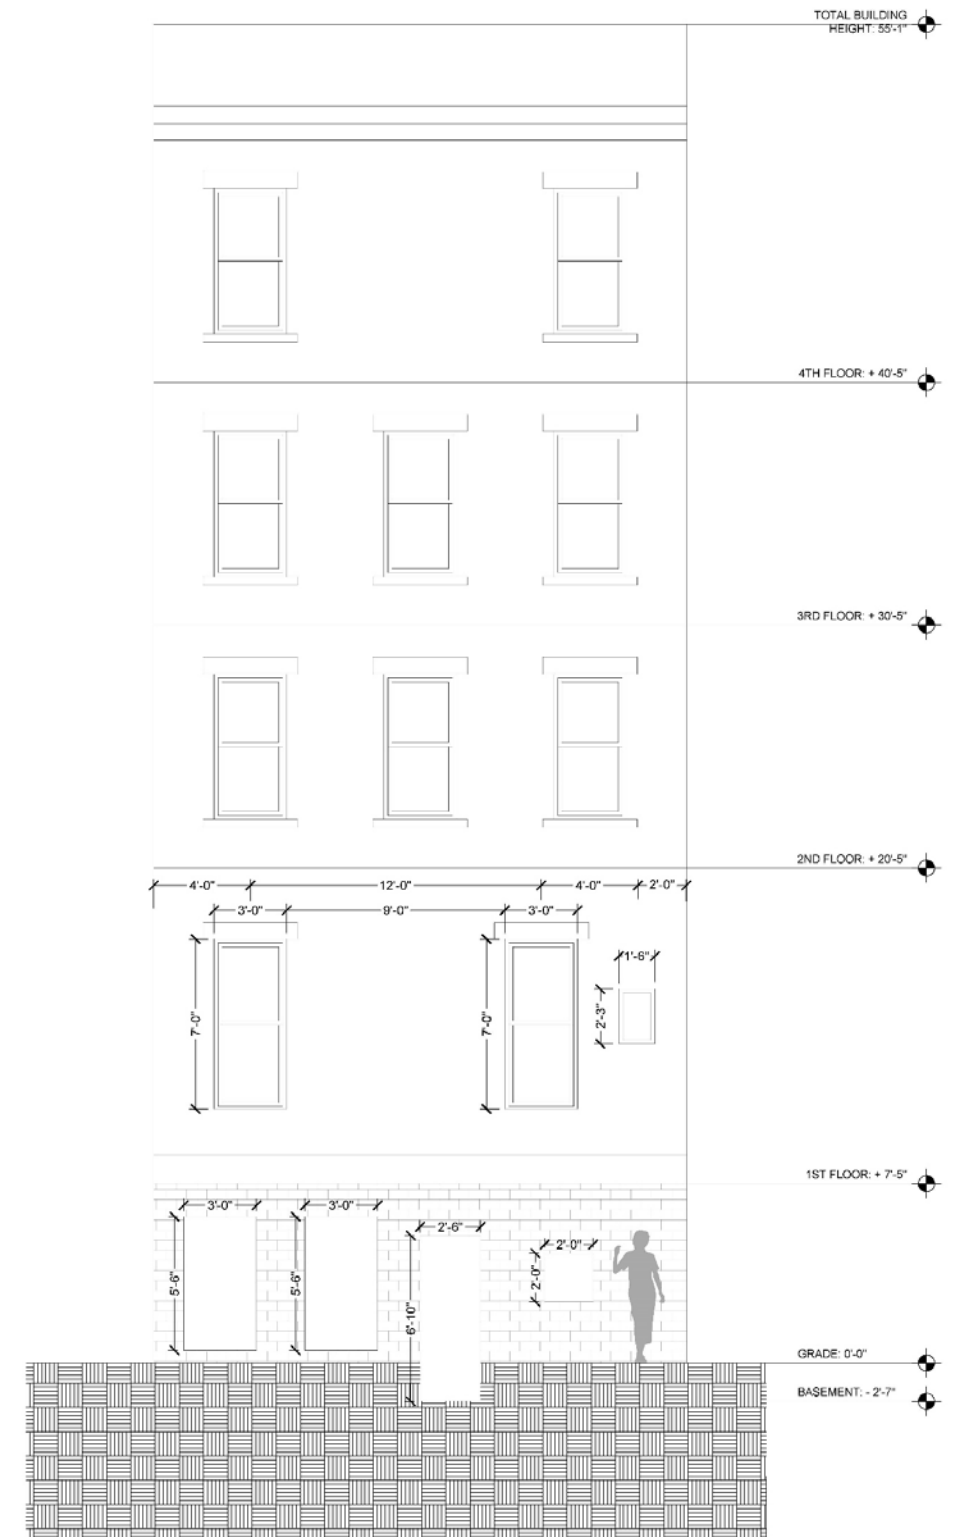 TOTAL BUILDING
HEIGHT: 55'-1"
4TH FLOOR: + 40'-5"
3RD FLOOR: + 30'-5"
2ND FLOOR: + 20'-5"
4'-0" 12'-0" 4'-0" 2'-0"
3'-0" 9'-0" 3'-0"
1'-6"
7'-0" 7'-0" 2'-3"
1ST FLOOR: + 7'-5"
3'-0" 3'-0"
2'-6"
2'-0"
5'-6" 5'-6" 6'-10" 2'-0"
GRADE: 0'-0"
BASEMENT: - 2'-7"